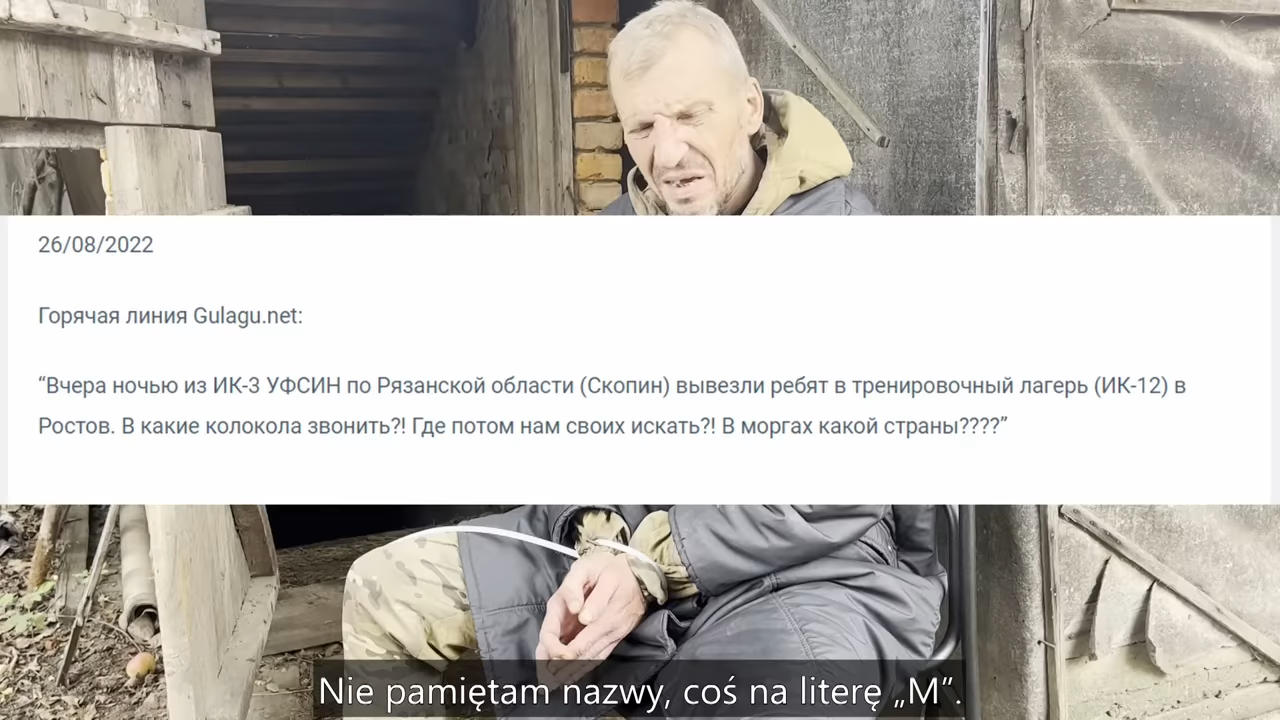 26/08/2022
Горячая линия Gulagu.net:
“Вчера ночью из ИК-3 УФСИН по Рязанской области (Скопин) вывезли ребят в тренировочный лагерь (ИК-12) в
Ростов. В какие колокола звонить?! Где потом нам своих искать?! В моргах какой страны????”
Nie pamiętam nazwy, coś na literę „M”.